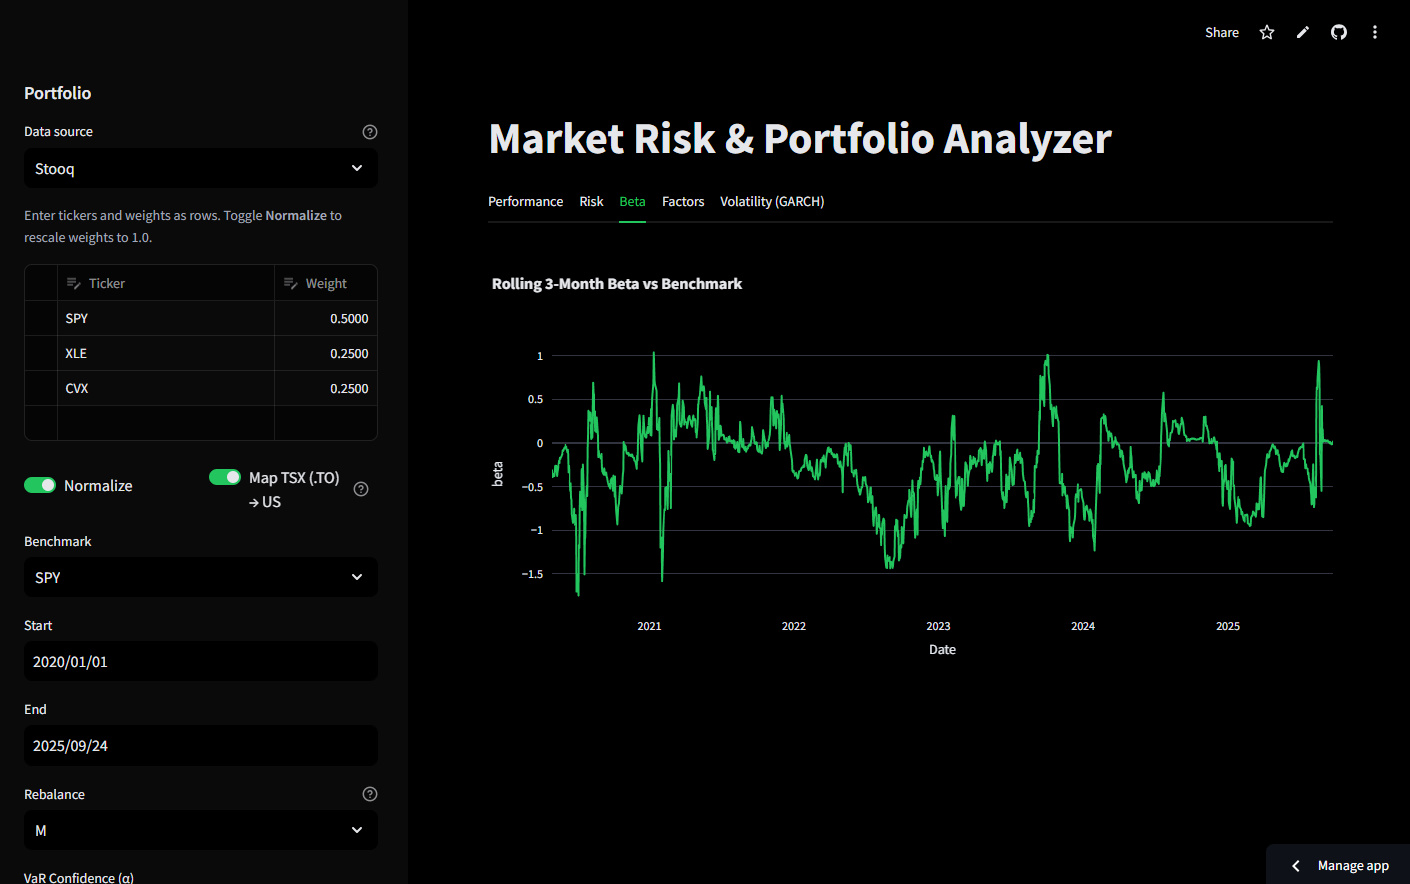 Share
Portfolio
Data source
Stooq
Enter tickers and weights as rows. Toggle Normalize to
rescale weights to 1.0.
Ticker Weight
SPY 0.5000
XLE 0.2500
CVX 0.2500
Normalize
Map TSX (.TO)
→ US
Benchmark
SPY
Start
2020/01/01
End
2025/09/24
Rebalance
M
VaR Confidence (α)
Market Risk & Portfolio Analyzer
Performance Risk Beta Factors Volatility (GARCH)
Rolling 3-Month Beta vs Benchmark
1
0.5
0
−0.5
−1
−1.5
beta
2021 2022 2023 2024 2025
Date
Manage app